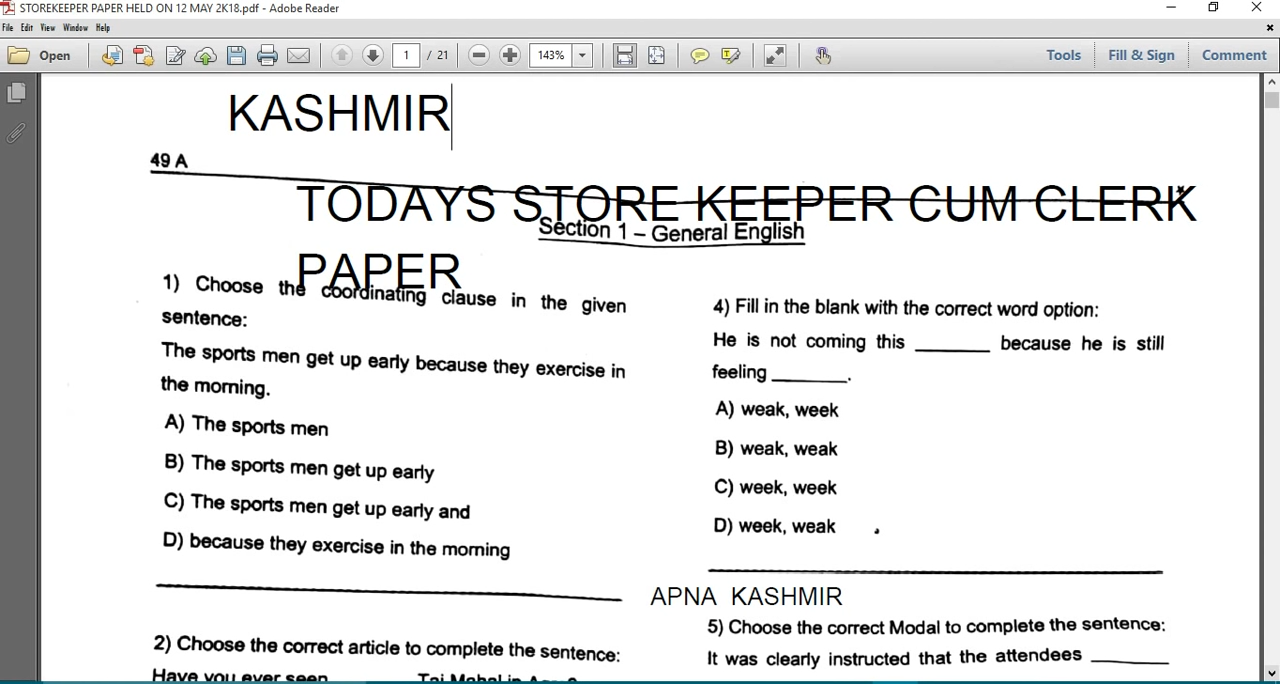 STOREKEEPER PAPER HELD ON 12 MAY 2K18.pdf - Adobe Reader
File Edit View Window Help
Open 1 / 21 143% Tools Fill & Sign Comment
KASHMIR
49 A
TODAYS STORE KEEPER CUM CLERK
PAPER
Section 1 – General English
1) Choose the coordinating clause in the given
sentence:
The sports men get up early because they exercise in
the morning.
A) The sports men
B) The sports men get up early
C) The sports men get up early and
D) because they exercise in the morning
2) Choose the correct article to complete the sentence:
Have you ever seen
4) Fill in the blank with the correct word option:
He is not coming this _______ because he is still
feeling _______.
A) weak, week
B) weak, weak
C) week, week
D) week, weak
APNA KASHMIR
5) Choose the correct Modal to complete the sentence:
It was clearly instructed that the attendees _______